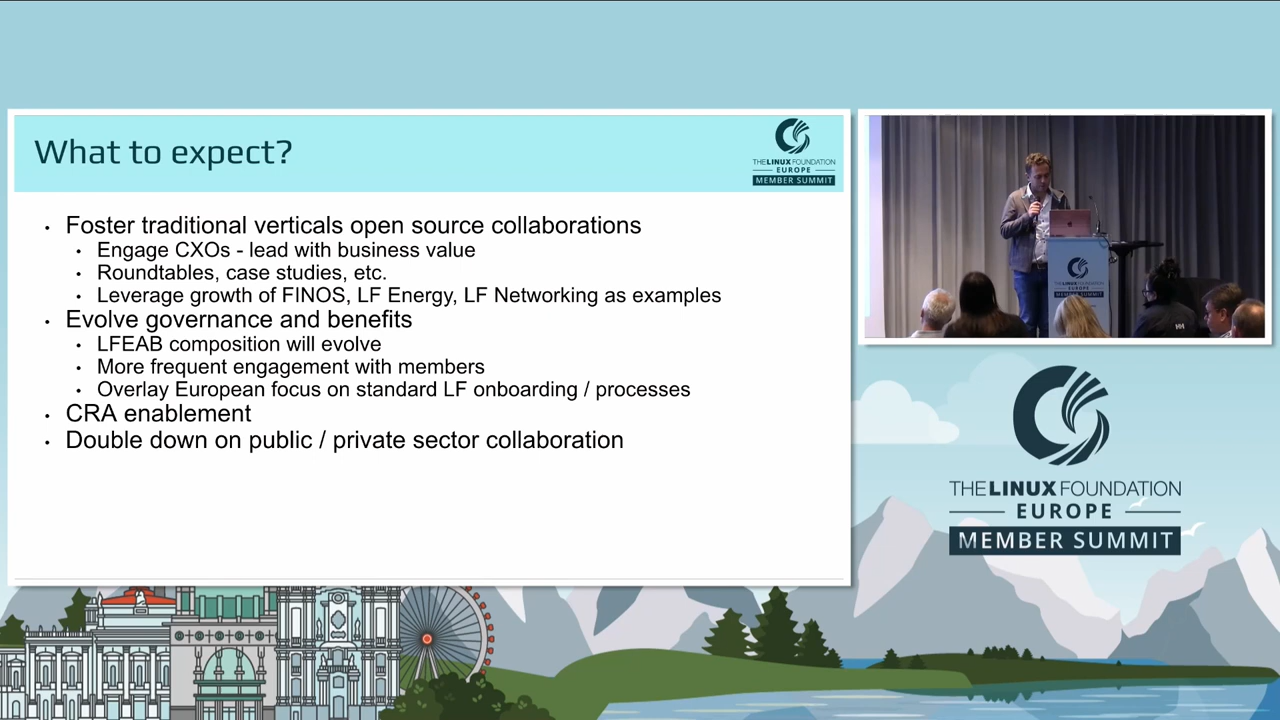 What to expect?
THE LINUX FOUNDATION
EUROPE
MEMBER SUMMIT
• Foster traditional verticals open source collaborations
• Engage CXOs - lead with business value
• Roundtables, case studies, etc.
• Leverage growth of FINOS, LF Energy, LF Networking as examples
• Evolve governance and benefits
• LFEAB composition will evolve
• More frequent engagement with members
• Overlay European focus on standard LF onboarding / processes
• CRA enablement
• Double down on public / private sector collaboration
HH
THE LINUX FOUNDATION
EUROPE
MEMBER SUMMIT